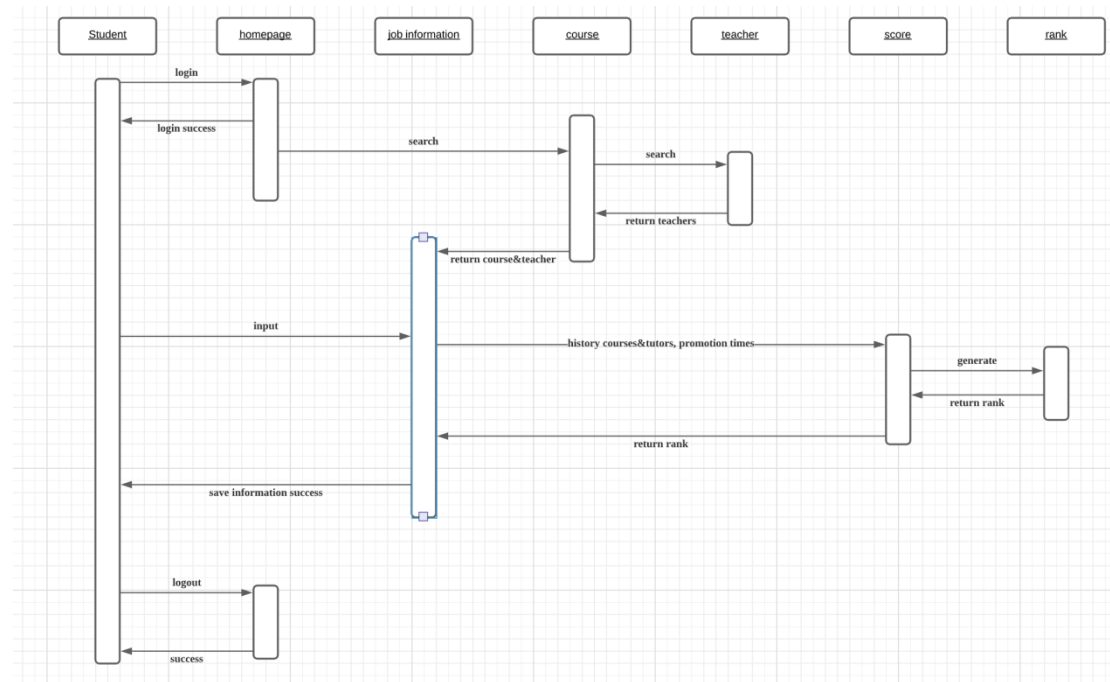 Student
homepage
job information
course
teacher
score
rank
login
login success
search
search
return teachers
return course&teacher
input
history courses&tutors, promotion times
generate
return rank
return rank
save information success
logout
success